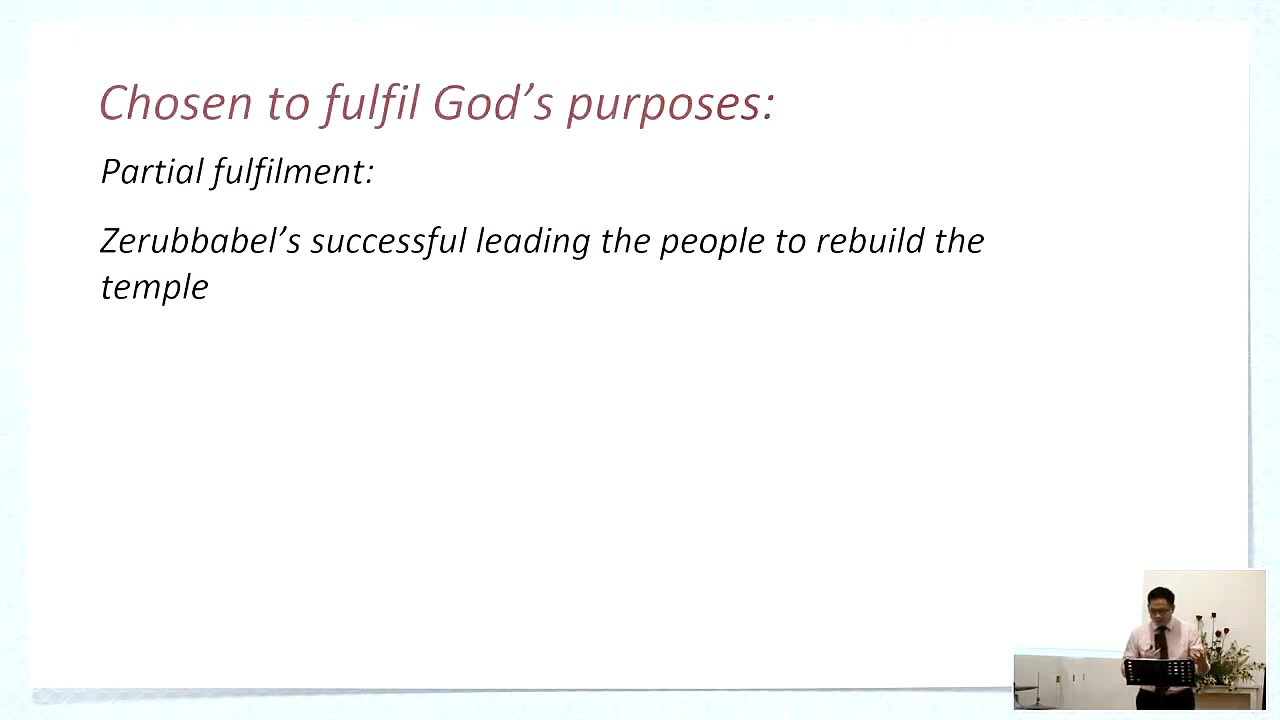 Chosen to fulfil God’s purposes:
Partial fulfilment:
Zerubbabel’s successful leading the people to rebuild the
temple